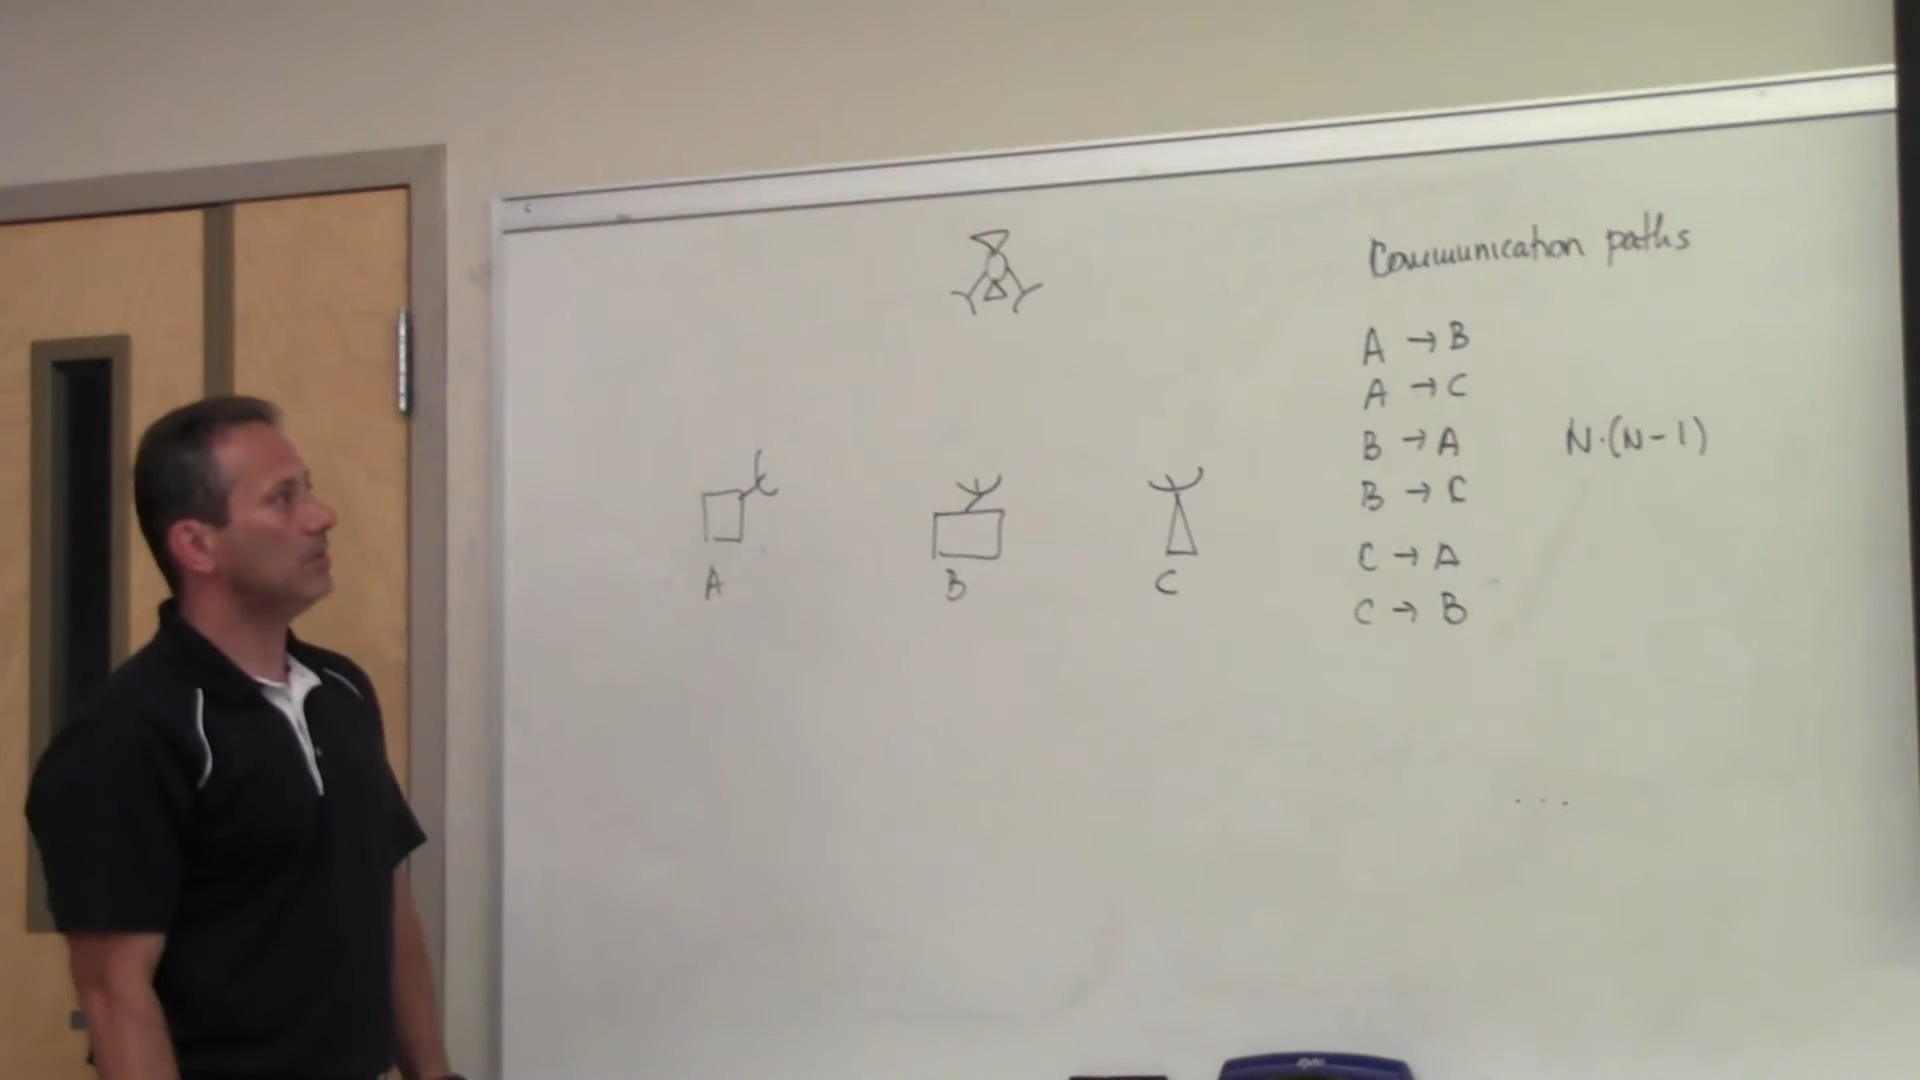 Communication paths
A → B
A → C
B → A
N·(N-1)
B → C
C → A
C → B
...
A
B
C